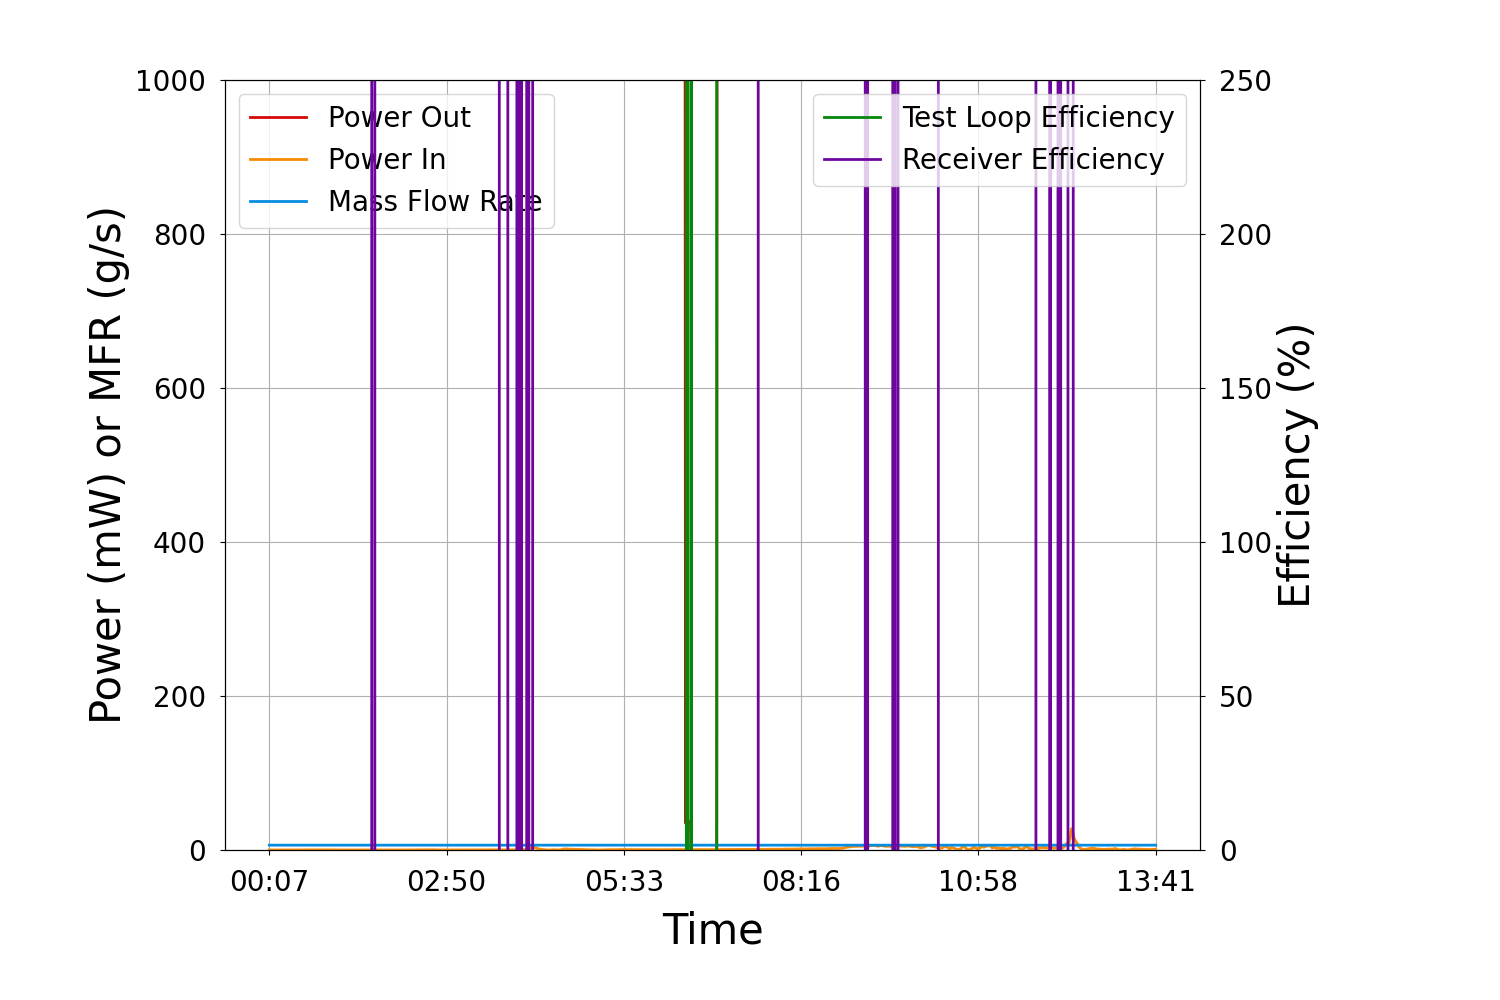 1000
800
600
400
200
0
Power (mW) or MFR (g/s)
Power Out
Power In
Mass Flow Rate
Test Loop Efficiency
Receiver Efficiency
250
200
150
100
50
0
Efficiency (%)
00:07 02:50 05:33 08:16 10:58 13:41
Time